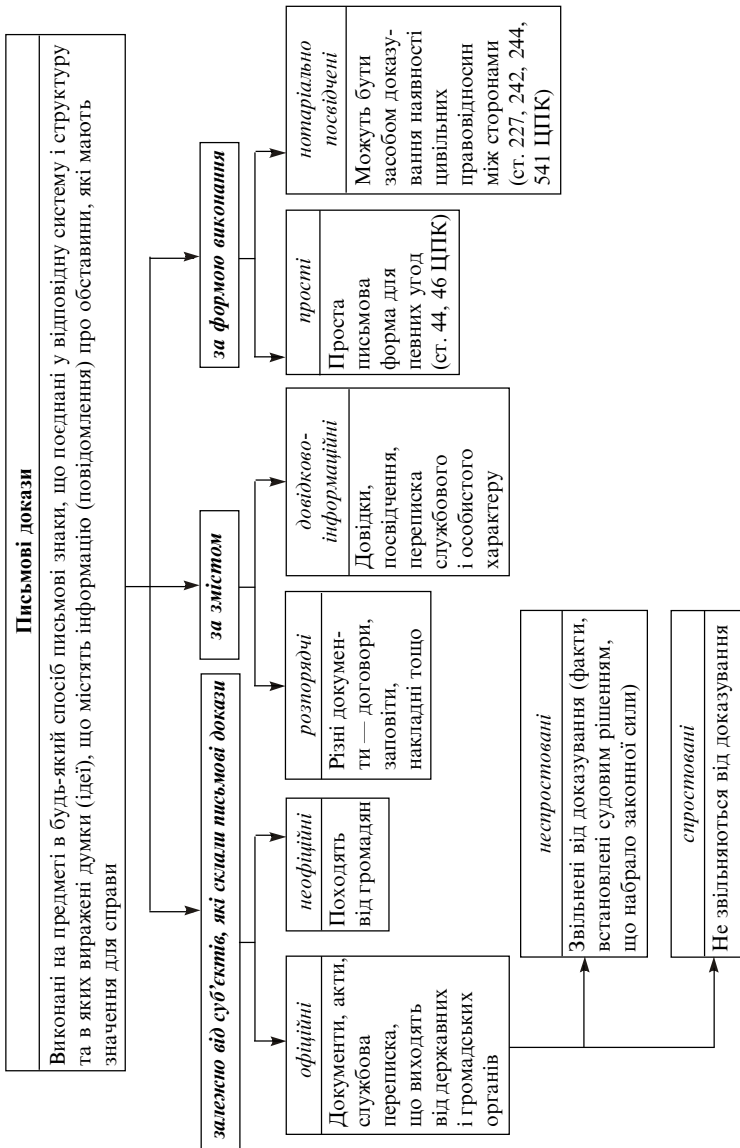 Письмові докази
Виконані на предметі в будь-який спосіб письмові знаки, що поєднані у відповідну систему і структуру
та в яких виражені думки (ідеї), що містять інформацію (повідомлення) про обставини, які мають
значення для справи
залежно від суб'єктів, які склали письмові докази
офіційні
Документи, акти,
службова
переписка,
що виходять
від державних
і громадських
органів
неофіційні
Походять
від громадян
неспростовані
Звільнені від доказування (факти,
встановлені судовим рішенням,
що набрало законної сили)
спростовані
Не звільняються від доказування
за змістом
розпорядчі
Різні докумен-
ти — договори,
заповіти,
накладні тощо
довідково-
інформаційні
Довідки,
посвідчення,
переписка
службового
і особистого
характеру
за формою виконання
прості
Проста
письмова
форма для
певних угод
(ст. 44, 46 ЦПК)
нотаріально
посвідчені
Можуть бути
засобом доказу-
вання наявності
цивільних
правовідносин
між сторонами
(ст. 227, 242, 244,
541 ЦПК)